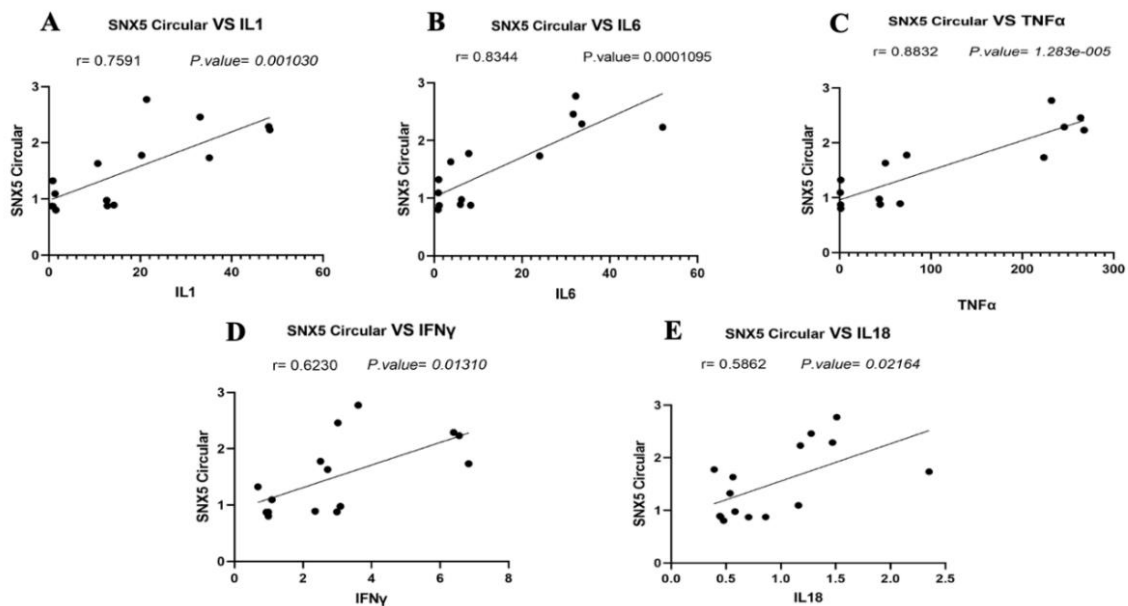 A
SNX5 Circular VS IL1
r= 0.7591 P.value= 0.001030
SNX5 Circular
3
2
1
0
0 20 40 60
IL1
B
SNX5 Circular VS IL6
r= 0.8344 P.value= 0.0001095
SNX5 Circular
3
2
1
0
0 20 40 60
IL6
C
SNX5 Circular VS TNFα
r= 0.8832 P.value= 1.283e-005
SNX5 Circular
3
2
1
0
0 100 200 300
TNFα
D
SNX5 Circular VS IFNγ
r= 0.6230 P.value= 0.01310
SNX5 Circular
3
2
1
0
0 2 4 6 8
IFNγ
E
SNX5 Circular VS IL18
r= 0.5862 P.value= 0.02164
SNX5 Circular
3
2
1
0
0.0 0.5 1.0 1.5 2.0 2.5
IL18